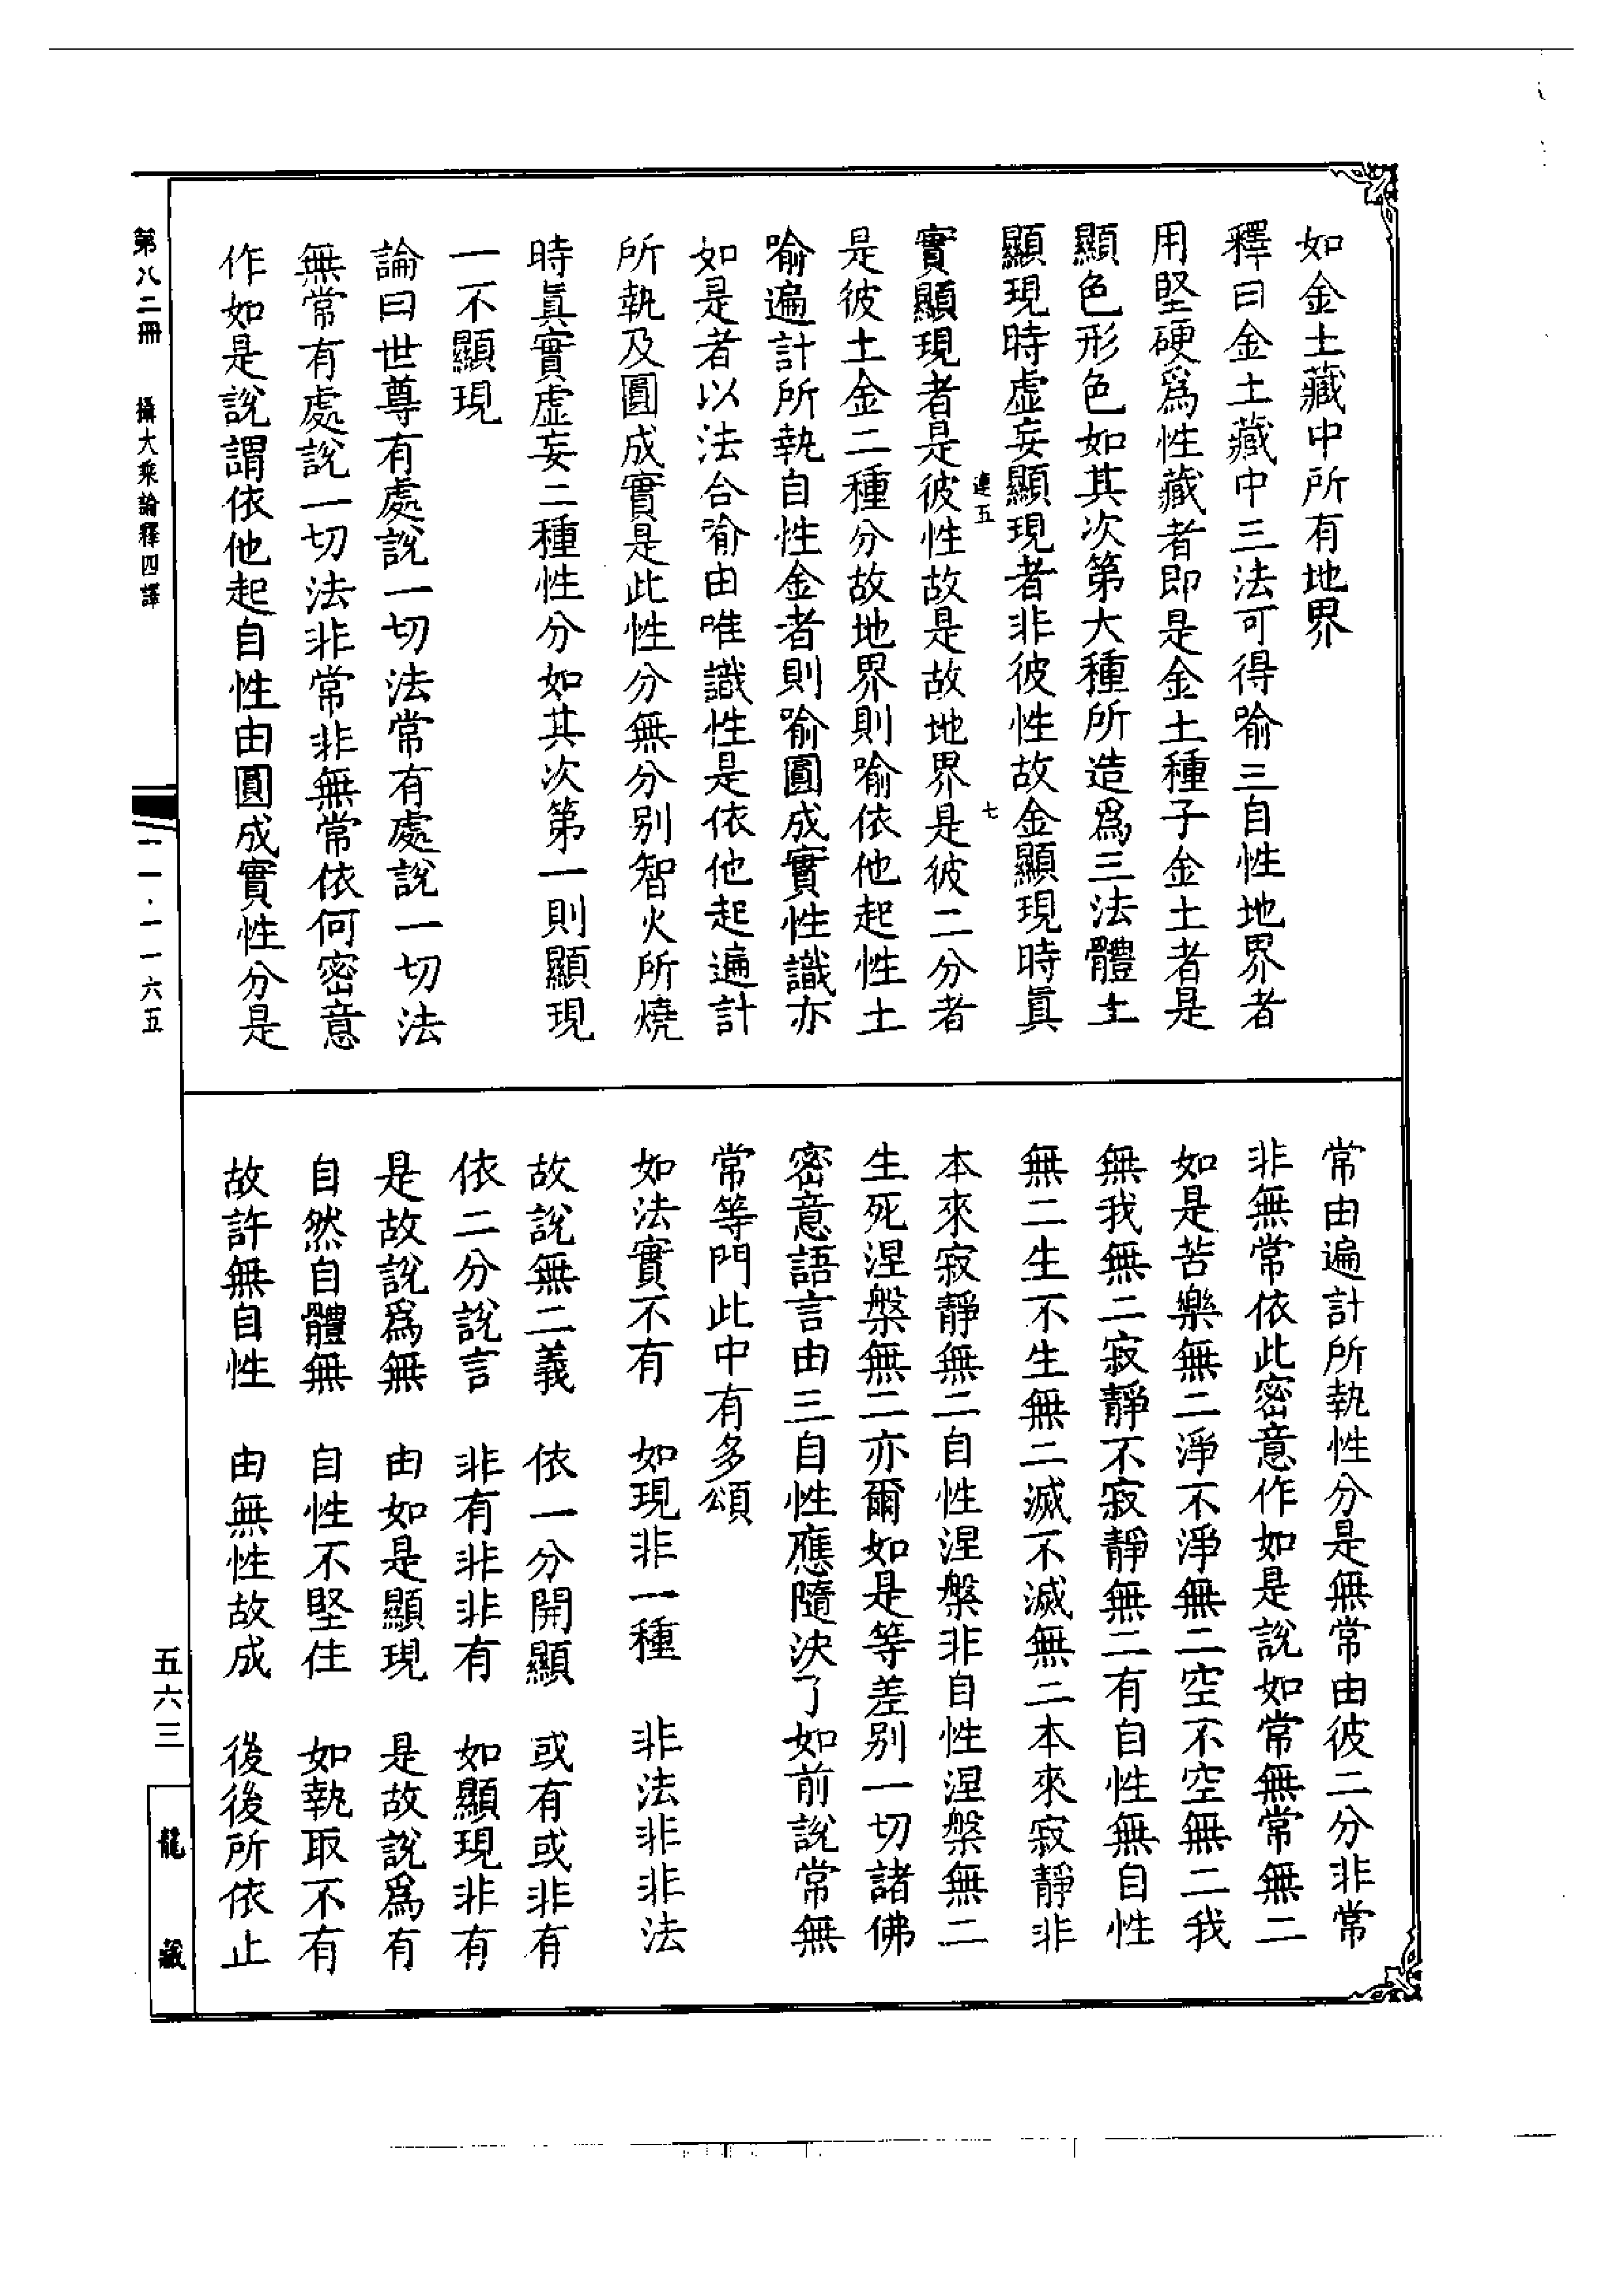 如金土藏中所有地界
釋曰金土藏中三法可得喻三自性地界者
用堅硬爲性藏者即是金土種子金土者是
顯色形色如其次第大種所造爲三法體土
顯現時虛妄顯現者非彼性故金顯現時眞
連五
七
實顯現者是彼性故是故地界是彼二分者
是彼土金二種分故地界則喻依他起性土
喻遍計所執自性金者則喻圓成實性識亦
如是者以法合喻由唯識性是依他起遍計
所執及圓成實是此性分無分别智火所燒
時眞實虛妄二種性分如其次第一則顯現
一不顯現
論曰世尊有處說一切法常有處說一切法
無常有處說一切法非常非無常依何密意
作如是說謂依他起自性由圓成實性分是
常由遍計所執性分是無常由彼二分非常
非無常依此密意作如是說如常無常無二
如是苦樂無二淨不淨無二空不空無二我
無我無二寂靜不寂靜無二有自性無自性
無二生不生無二滅不滅無二本來寂靜非
本來寂靜無二自性涅槃非自性涅槃無二
生死涅槃無二亦爾如是等差别一切諸佛
密意語言由三自性應隨決了如前說常無
常等門此中有多頌
如法實不有　如現非一種　非法非非法
故說無二義　依一分開顯　或有或非有
依二分說言　非有非非有　如顯現非有
是故說爲無　由如是顯現　是故說爲有
自然自體無　自性不堅住　如執取不有
故許無自性　由無性故成　後後所依止
第八二冊　攝大乘論釋四譯
一一·一一六五
五六三
龍藏